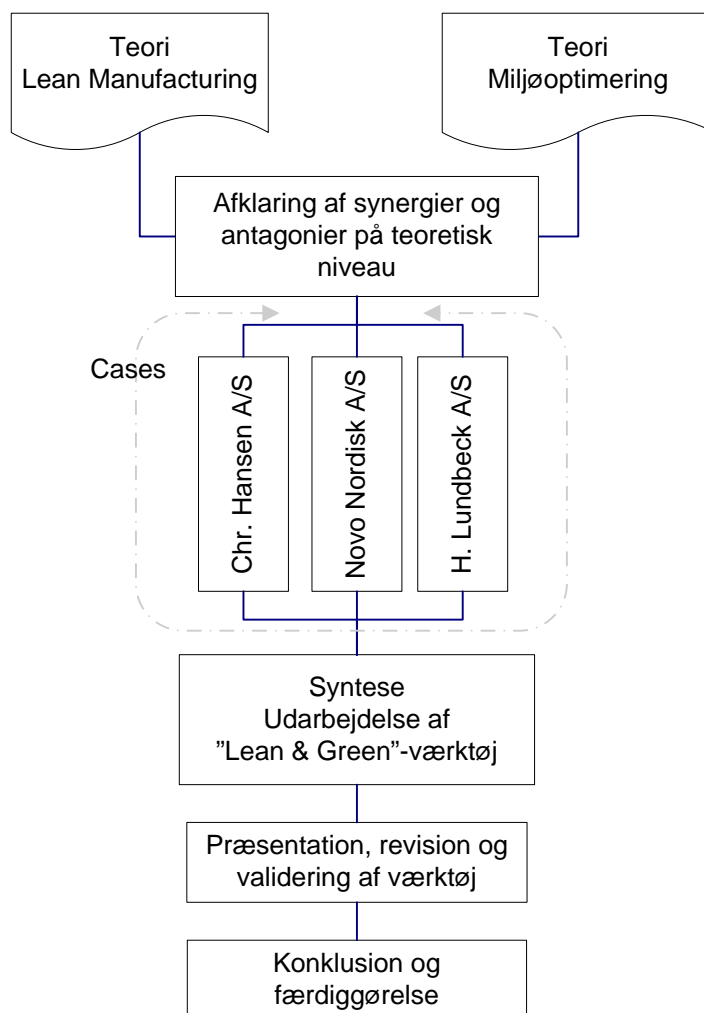 Teori
Lean Manufacturing
Teori
Miljøoptimering
Afklaring af synergier og
antagonier på teoretisk
niveau
Cases
Chr. Hansen A/S
Novo Nordisk A/S
H. Lundbeck A/S
Syntese
Udarbejdelse af
”Lean & Green”-værktøj
Præsentation, revision og
validering af værktøj
Konklusion og
færdiggørelse